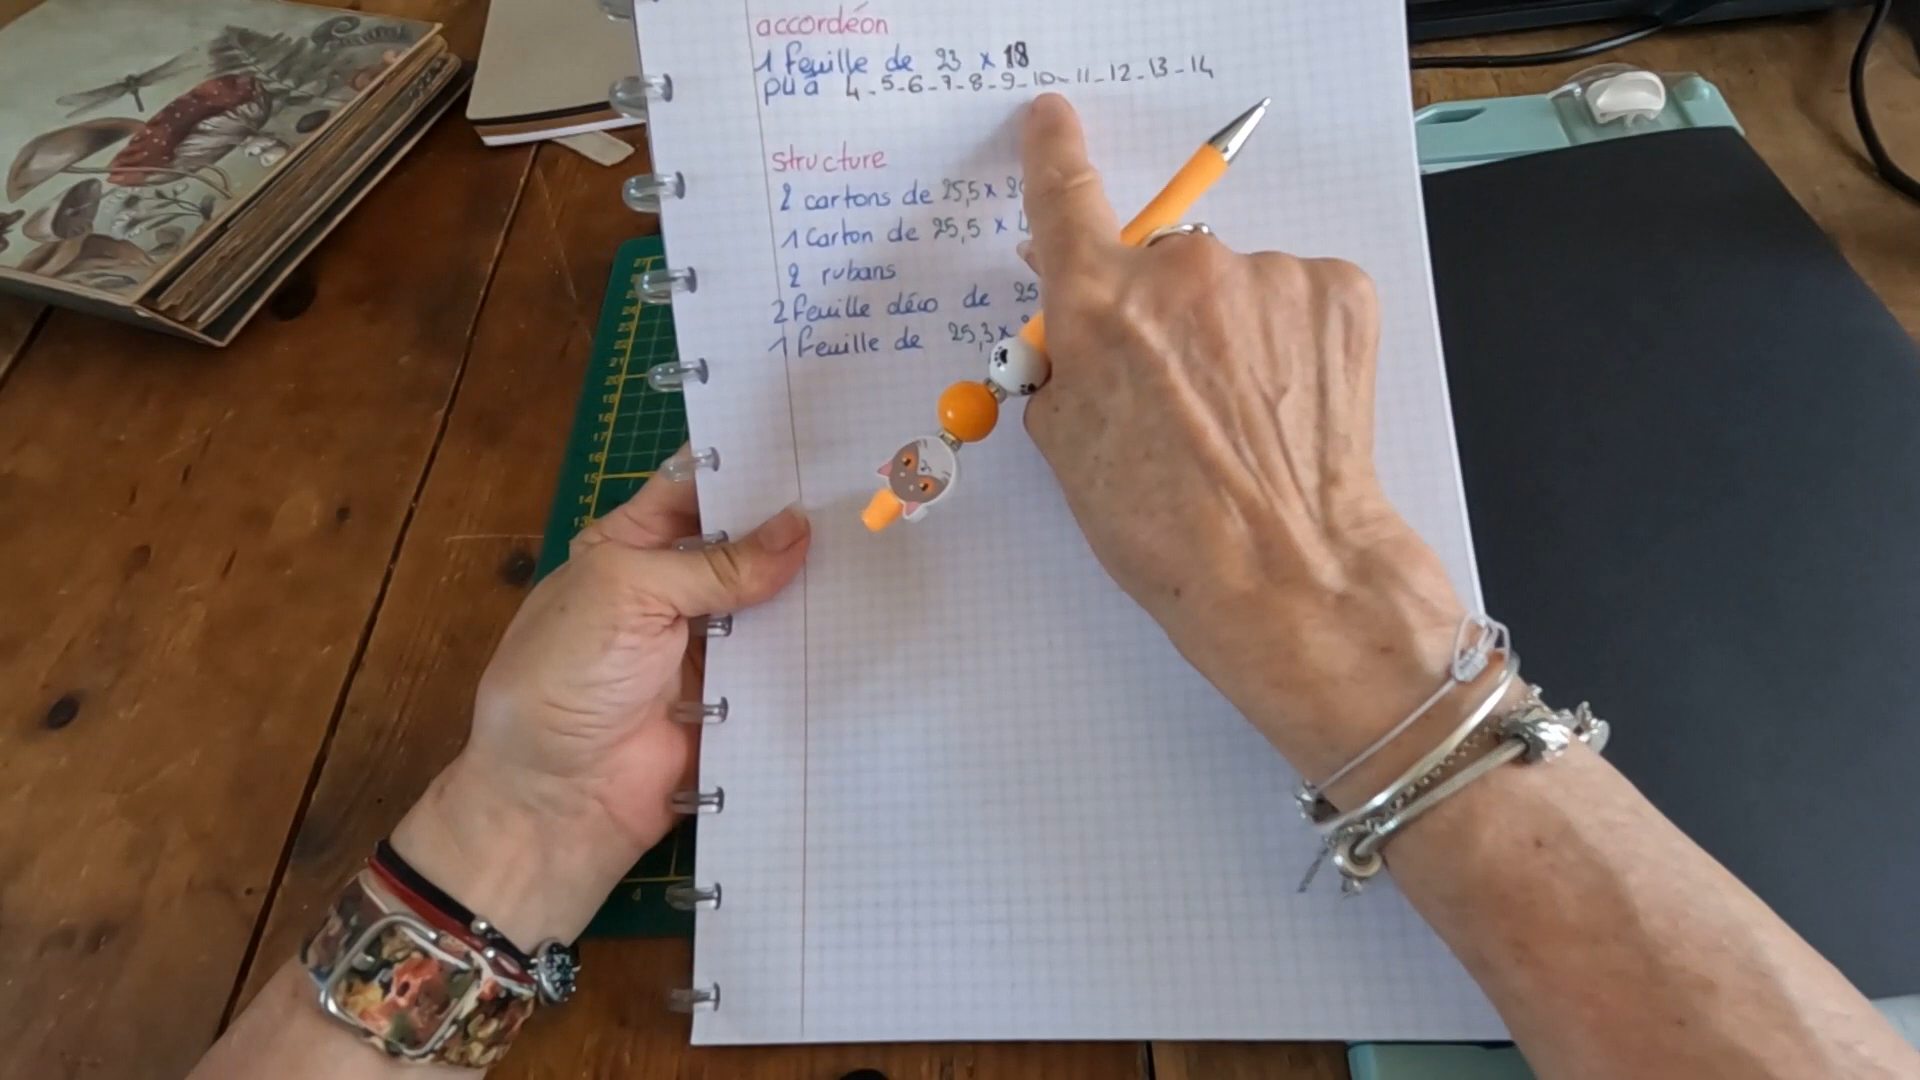 accordéon
1 feuille de 23 x 18
pli à 4-5-6-7-8-9-10-11-12-13-14
structure
2 cartons de 25,5 x
1 carton de 25,5 x 4
2 rubans
2 feuille déco de 25
1 feuille de 25,3 x